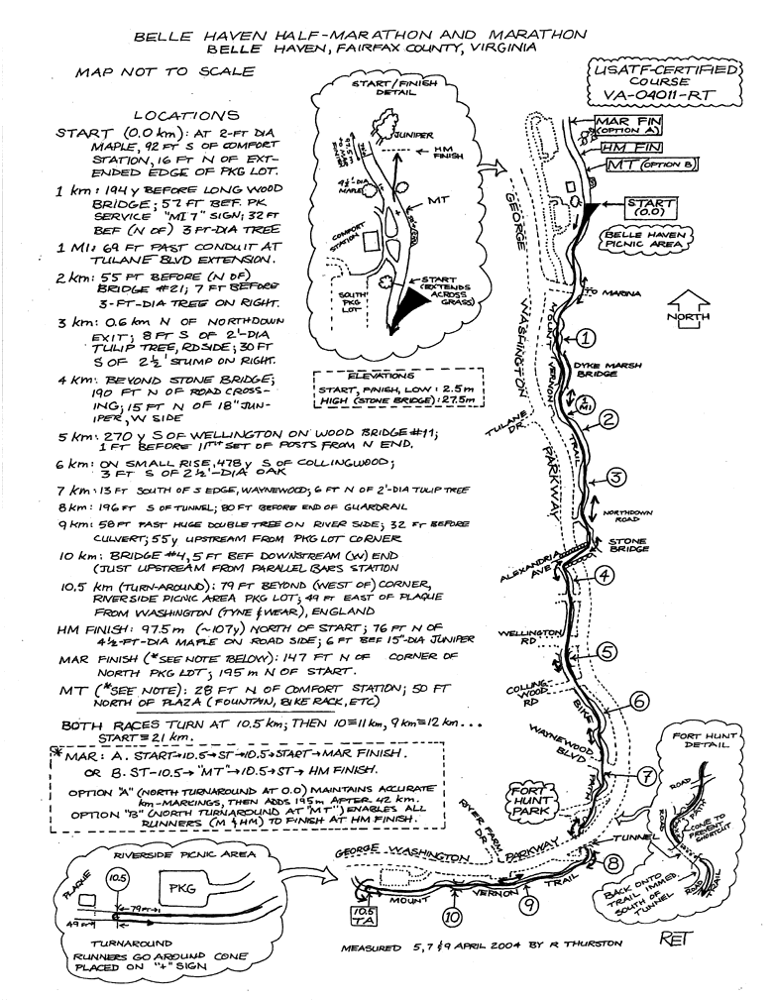 BELLE HAVEN HALF-MARATHON AND MARATHON
BELLE HAVEN, FAIRFAX COUNTY, VIRGINIA
MAP NOT TO SCALE
USATF-CERTIFIED
COURSE
VA-04011-RT
LOCATIONS
START (0.0 km): AT 2-FT DIA
MAPLE, 92 FT S OF COMFORT
STATION, 16 FT N OF EXT-
ENDED EDGE OF PKG LOT.
1 km: 194 y BEFORE LONG WOOD
BRIDGE; 57 FT BEF. PK
SERVICE "MI 7" SIGN; 32 FT
BEF (N OF) 3 FT-DIA TREE
1 MI: 69 FT PAST CONDUIT AT
TULANE BLVD EXTENSION.
2 km: 55 FT BEFORE (N OF)
BRIDGE #21; 7 FT BEFORE
3-FT-DIA TREE ON RIGHT.
3 km: 0.6 km N OF NORTHDOWN
EXIT; 8 FT S OF 2'-DIA
TULIP TREE, RDSIDE; 30 FT
S OF 2½' STUMP ON RIGHT.
4 km: BEYOND STONE BRIDGE;
190 FT N OF ROAD CROSS-
ING; 15 FT N OF 18" JUN-
IPER, W SIDE
5 km: 270 y S OF WELLINGTON ON WOOD BRIDGE #11;
1 FT BEFORE 11TH SET OF POSTS FROM N END.
6 km: ON SMALL RISE, 478 y S OF COLLINGWOOD;
3 FT S OF 2½'-DIA OAK
7 km: 13 FT SOUTH OF S EDGE, WAYNEWOOD; 6 FT N OF 2'-DIA TULIP TREE
8 km: 196 FT S OF TUNNEL; 80 FT BEFORE END OF GUARDRAIL
9 km: 58 FT PAST HUGE DOUBLE TREE ON RIVER SIDE; 32 FT BEFORE
CULVERT; 55 y UPSTREAM FROM PKG LOT CORNER
10 km: BRIDGE #4, 5 FT BEF DOWNSTREAM (W) END
(JUST UPSTREAM FROM PARALLEL BARS STATION
10.5 km (TURN-AROUND): 79 FT BEYOND (WEST OF) CORNER,
RIVERSIDE PICNIC AREA PKG LOT; 49 FT EAST OF PLAQUE
FROM WASHINGTON (TYNE & WEAR), ENGLAND
HM FINISH: 97.5 m (~107y) NORTH OF START; 76 FT N OF
4½-FT-DIA MAPLE ON ROAD SIDE; 6 FT BEF 15"-DIA JUNIPER
MAR FINISH (*SEE NOTE BELOW): 147 FT N OF CORNER OF
NORTH PKG LOT; 195 m N OF START.
MT (*SEE NOTE): 28 FT N OF COMFORT STATION; 50 FT
NORTH OF PLAZA (FOUNTAIN, BIKE RACK, ETC)
BOTH RACES TURN AT 10.5 km; THEN 10≡11 km, 9 km≡12 km...
START≡21 km.
* MAR: A. START→10.5→ST→10.5→START→MAR FINISH.
OR B. ST→10.5→"MT"→10.5→ST→HM FINISH.
OPTION "A" (NORTH TURNAROUND AT 0.0) MAINTAINS ACCURATE
km-MARKINGS, THEN ADDS 195 m AFTER 42 km.
OPTION "B" (NORTH TURNAROUND AT "MT") ENABLES ALL
RUNNERS (M & HM) TO FINISH AT HM FINISH.
START/FINISH
DETAIL
JUNIPER
HM
FINISH
4½'-DIA
MAPLE
MT
COMFORT
STATION
START
(EXTENDS
ACROSS
GRASS)
SOUTH
PKG
LOT
ELEVATIONS
START, FINISH, LOW: 2.5 m
HIGH (STONE BRIDGE): 27.5 m
MAR FIN
(OPTION A)
HM FIN
MT (OPTION B)
START
(0.0)
BELLE HAVEN
PICNIC AREA
TO MARINA
NORTH
GEORGE
WASHINGTON
PARKWAY
MOUNT
VERNON
TRAIL
1
DYKE MARSH
BRIDGE
1
MI
2
TULANE
DR.
3
NORTHDOWN
ROAD
STONE
BRIDGE
ALEXANDRIA
AVE
4
WELLINGTON
RD
5
COLLING
WOOD
RD
BIKE
6
WAYNEWOOD
BLVD
7
PATH
FORT
HUNT
PARK
FORT HUNT
DETAIL
ROAD
PATH
ROAD
CONE TO
PREVENT
SHORTCUT
BACK ONTO
TRAIL IMMED
SOUTH OF
TUNNEL
ROAD
TRAIL
RIVER FARM
DR
TUNNEL
8
GEORGE WASHINGTON PARKWAY
MOUNT VERNON TRAIL
10.5
TA
10
9
RIVERSIDE PICNIC AREA
PLAQUE
10.5
PKG
79 FT
49 FT
TURNAROUND
RUNNERS GO AROUND CONE
PLACED ON "+" SIGN
MEASURED 5, 7 & 9 APRIL 2004 BY R THURSTON
RET